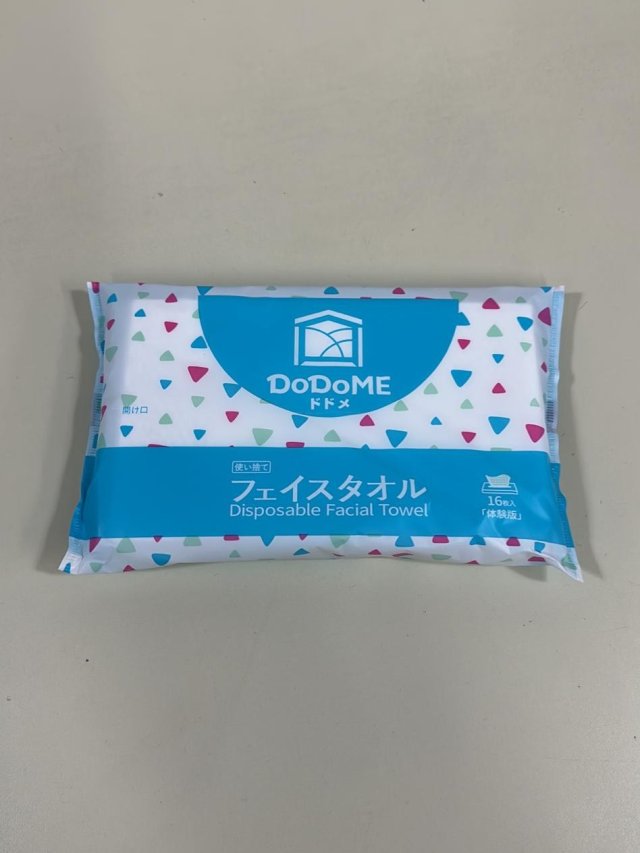 DoDoME
ドドメ
開け口
使い捨て
フェイスタオル
Disposable Facial Towel
16枚入
「体験版」